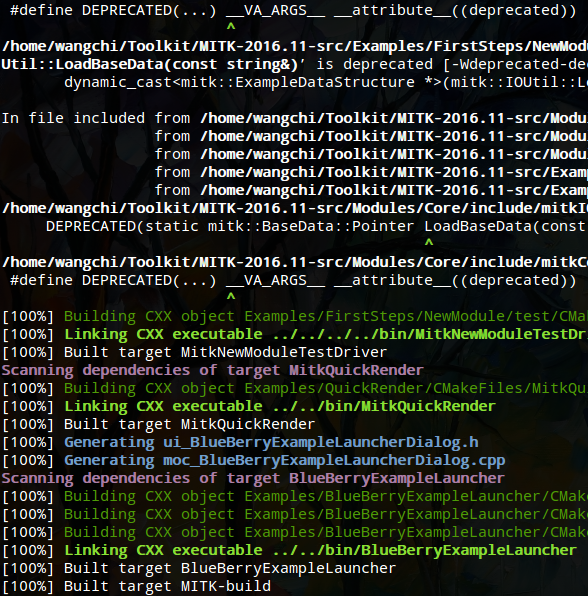 #define DEPRECATED(...) __VA_ARGS__ __attribute__((deprecated))
^
/home/wangchi/Toolkit/MITK-2016.11-src/Examples/FirstSteps/NewMod
Util::LoadBaseData(const string&)’ is deprecated [-Wdeprecated-dec
dynamic_cast<mitk::ExampleDataStructure *>(mitk::IOUtil::Lo
In file included from /home/wangchi/Toolkit/MITK-2016.11-src/Modu
from /home/wangchi/Toolkit/MITK-2016.11-src/Modu
from /home/wangchi/Toolkit/MITK-2016.11-src/Modu
from /home/wangchi/Toolkit/MITK-2016.11-src/Exam
from /home/wangchi/Toolkit/MITK-2016.11-src/Exam
/home/wangchi/Toolkit/MITK-2016.11-src/Modules/Core/include/mitkIO
DEPRECATED(static mitk::BaseData::Pointer LoadBaseData(const
^
/home/wangchi/Toolkit/MITK-2016.11-src/Modules/Core/include/mitkCo
#define DEPRECATED(...) __VA_ARGS__ __attribute__((deprecated))
^
[100%] Building CXX object Examples/FirstSteps/NewModule/test/CMa
[100%] Linking CXX executable ../../../../bin/MitkNewModuleTestDr
[100%] Built target MitkNewModuleTestDriver
Scanning dependencies of target MitkQuickRender
[100%] Building CXX object Examples/QuickRender/CMakeFiles/MitkQu
[100%] Linking CXX executable ../../bin/MitkQuickRender
[100%] Built target MitkQuickRender
[100%] Generating ui_BlueBerryExampleLauncherDialog.h
[100%] Generating moc_BlueBerryExampleLauncherDialog.cpp
Scanning dependencies of target BlueBerryExampleLauncher
[100%] Building CXX object Examples/BlueBerryExampleLauncher/CMak
[100%] Building CXX object Examples/BlueBerryExampleLauncher/CMak
[100%] Building CXX object Examples/BlueBerryExampleLauncher/CMak
[100%] Linking CXX executable ../../bin/BlueBerryExampleLauncher
[100%] Built target BlueBerryExampleLauncher
[100%] Built target MITK-build